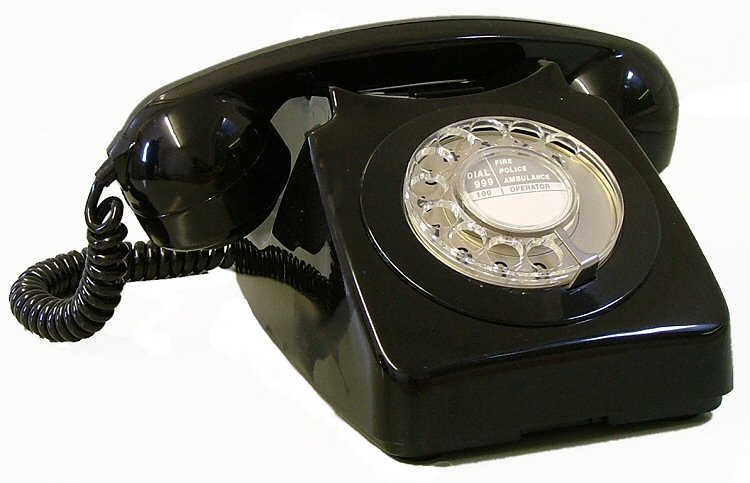 FIRE
DIAL POLICE
999 AMBULANCE
100 OPERATOR